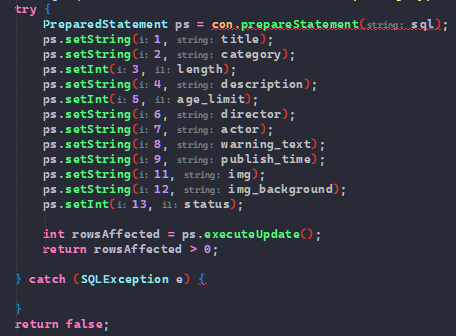 try {
PreparedStatement ps = con.prepareStatement(string: sql);
ps.setString(i: 1, string: title);
ps.setString(i: 2, string: category);
ps.setInt(i: 3, i1: length);
ps.setString(i: 4, string: description);
ps.setInt(i: 5, i1: age_limit);
ps.setString(i: 6, string: director);
ps.setString(i: 7, string: actor);
ps.setString(i: 8, string: warning_text);
ps.setString(i: 9, string: publish_time);
ps.setString(i: 11, string: img);
ps.setString(i: 12, string: img_background);
ps.setInt(i: 13, i1: status);
int rowsAffected = ps.executeUpdate();
return rowsAffected > 0;
} catch (SQLException e) {
}
return false;